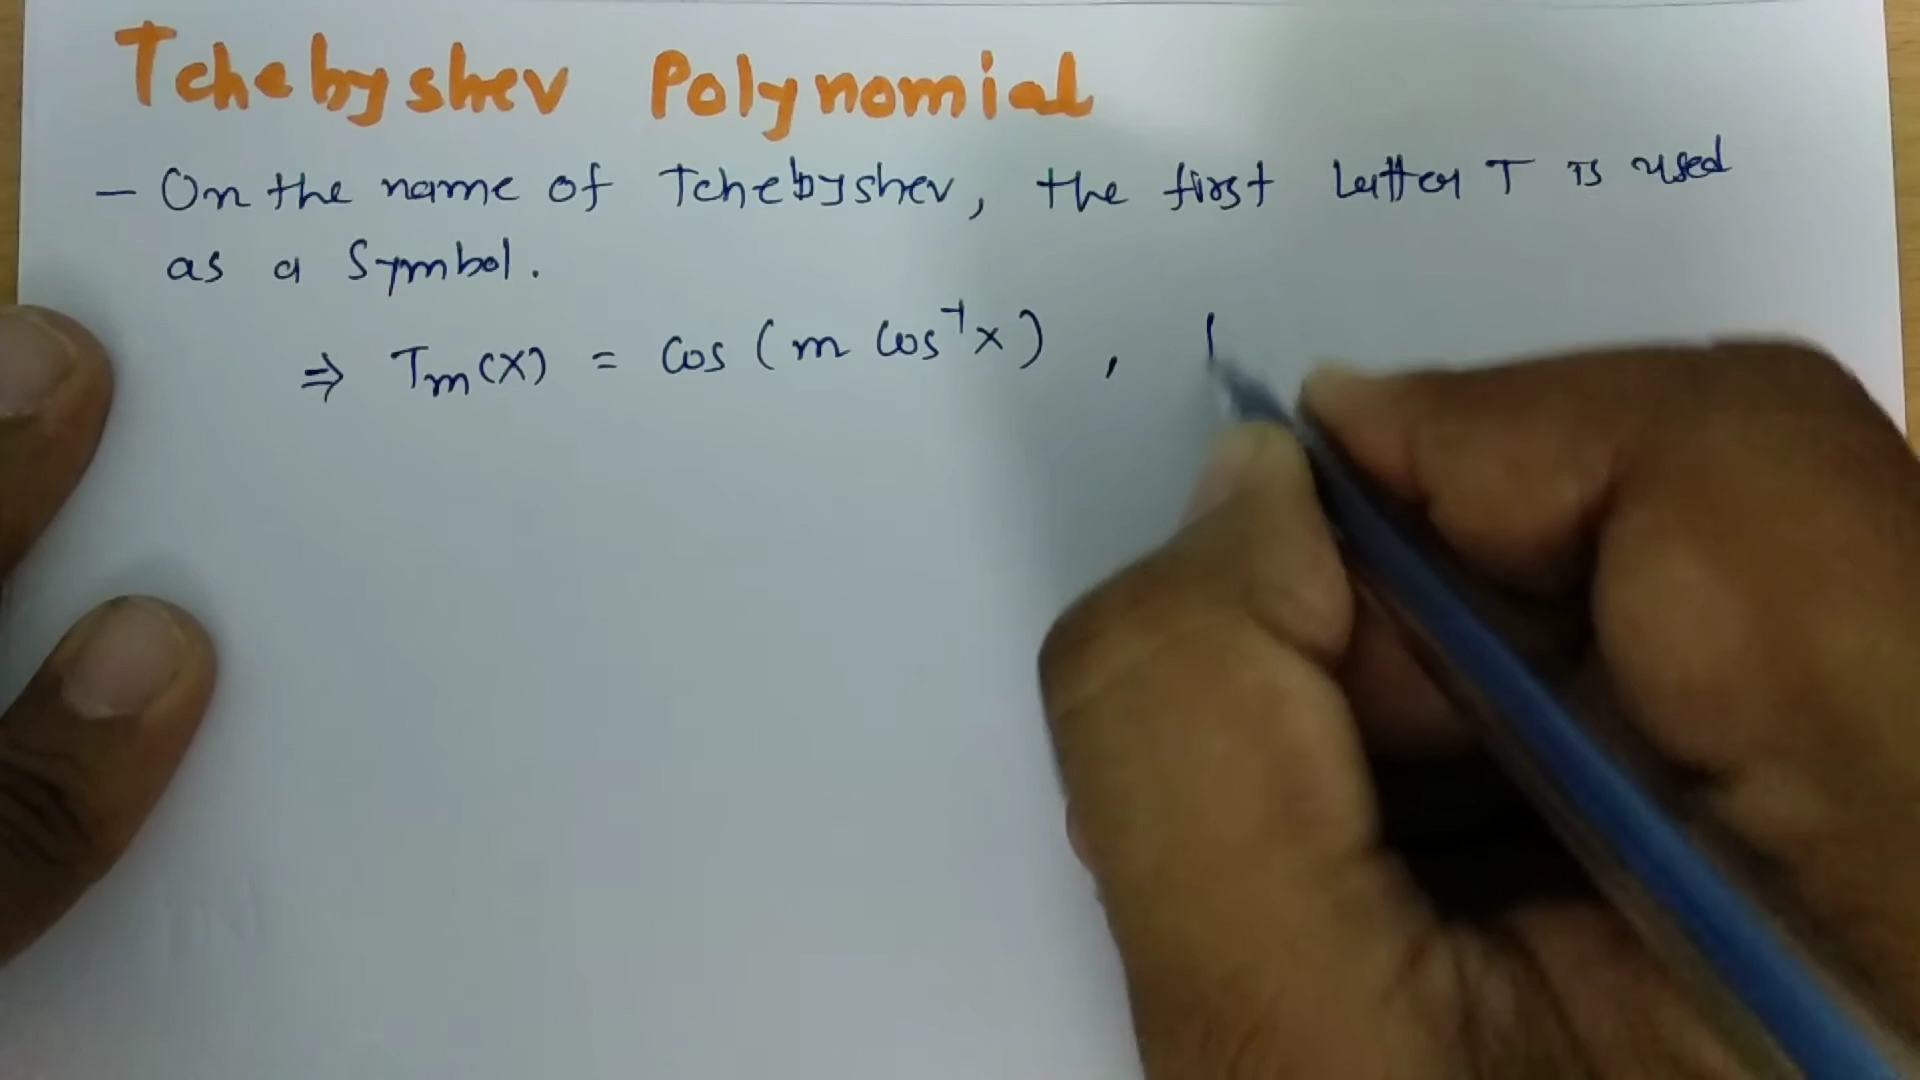 Tchebyshev Polynomial
- On the name of Tchebyshev, the first letter T is used
as a Symbol.
⇒ Tm(x) = Cos (m Cos⁻¹x) , |